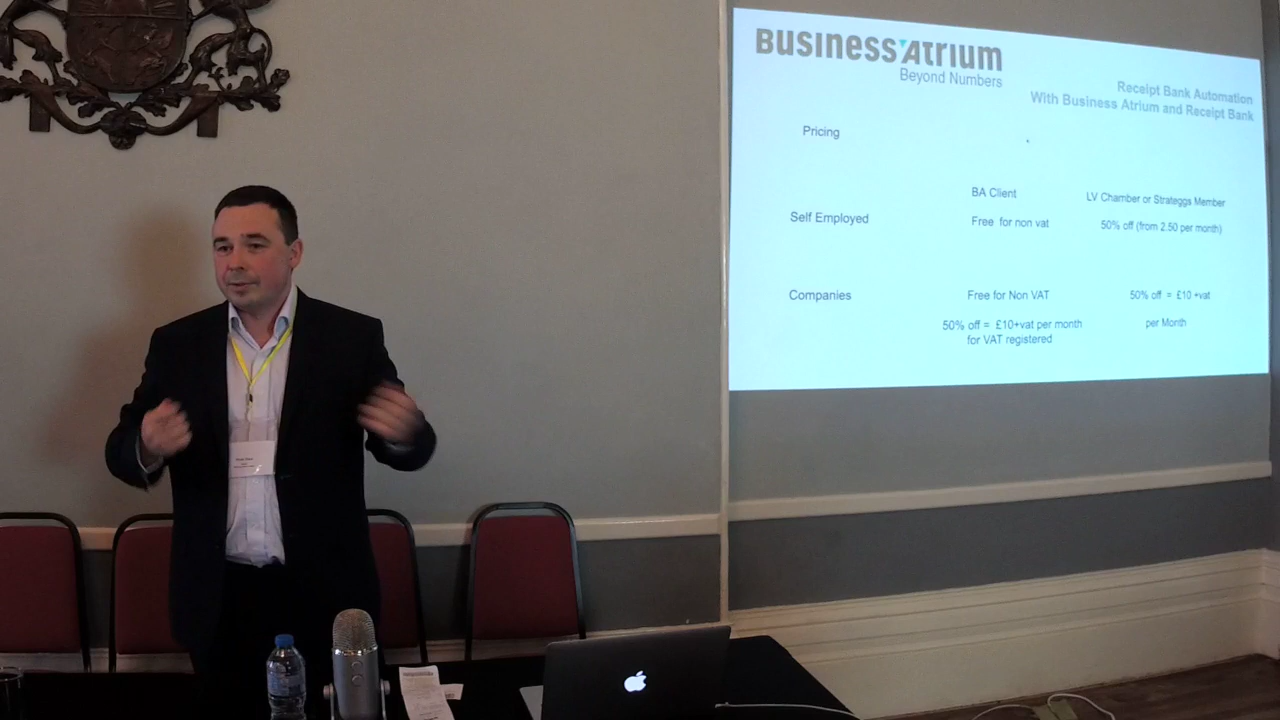 Business Atrium
Beyond Numbers
Receipt Bank Automation
With Business Atrium and Receipt Bank
Pricing
BA Client
LV Chamber or Strateggs Member
Self Employed
Free for non vat
50% off (from 2.50 per month)
Companies
Free for Non VAT
50% off = £10 +vat
50% off = £10+vat per month
per Month
for VAT registered